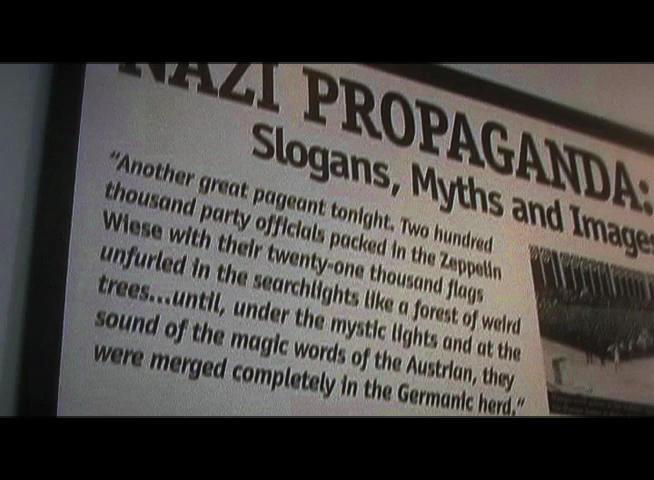 NAZI PROPAGANDA:
Slogans, Myths and Images
"Another great pageant tonight. Two hundred
thousand party officials packed in the Zeppelin
Wiese with their twenty-one thousand flags
unfurled in the searchlights like a forest of weird
trees...until, under the mystic lights and at the
sound of the magic words of the Austrian, they
were merged completely in the Germanic herd."